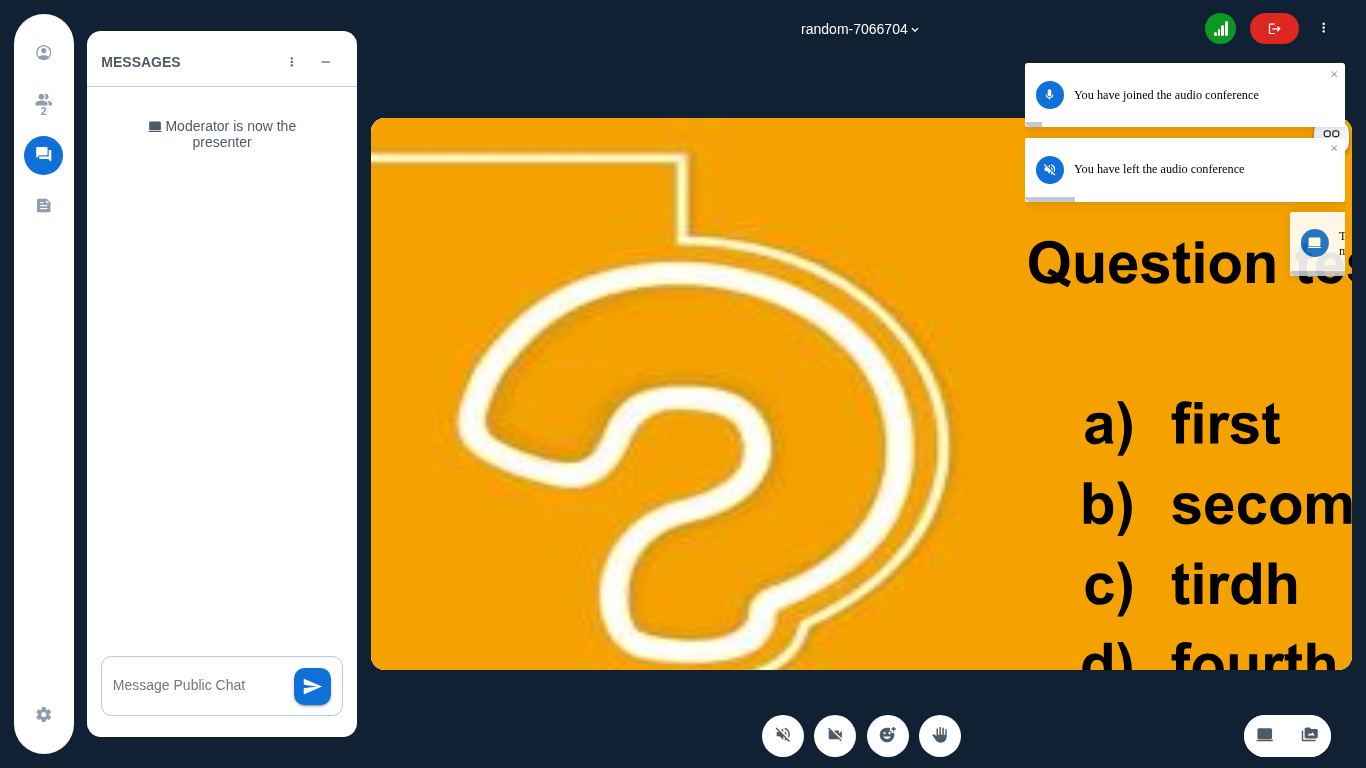 random-7066704
MESSAGES
2
Moderator is now the
presenter
Message Public Chat
You have joined the audio conference
You have left the audio conference
Question
a) first
b) secom
c) tirdh
d) fourth